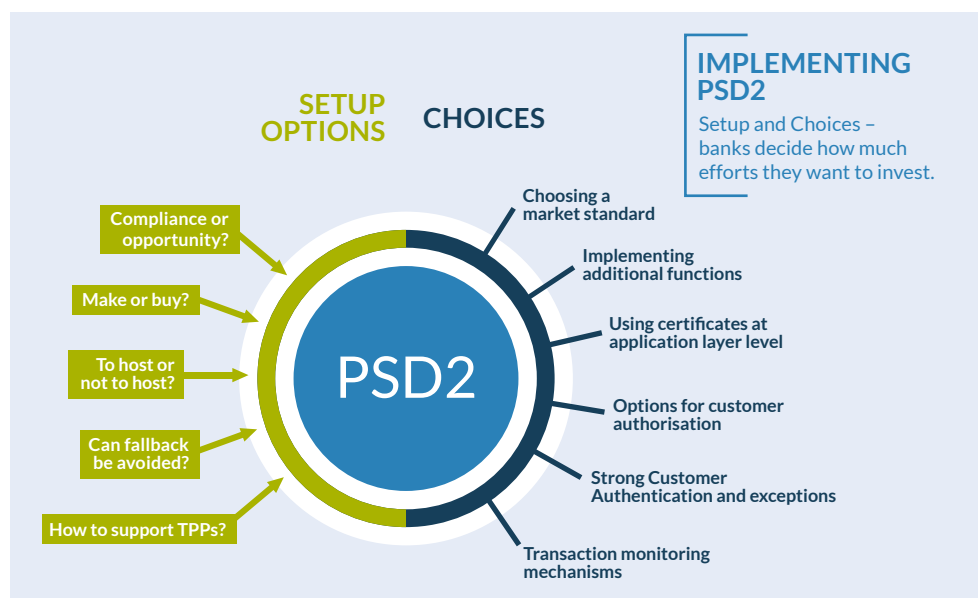 SETUP
OPTIONS
CHOICES
IMPLEMENTING
PSD2
Setup and Choices –
banks decide how much
efforts they want to invest.
Compliance or
opportunity?
Make or buy?
To host or
not to host?
Can fallback
be avoided?
How to support TPPs?
PSD2
Choosing a
market standard
Implementing
additional functions
Using certificates at
application layer level
Options for customer
authorisation
Strong Customer
Authentication and exceptions
Transaction monitoring
mechanisms